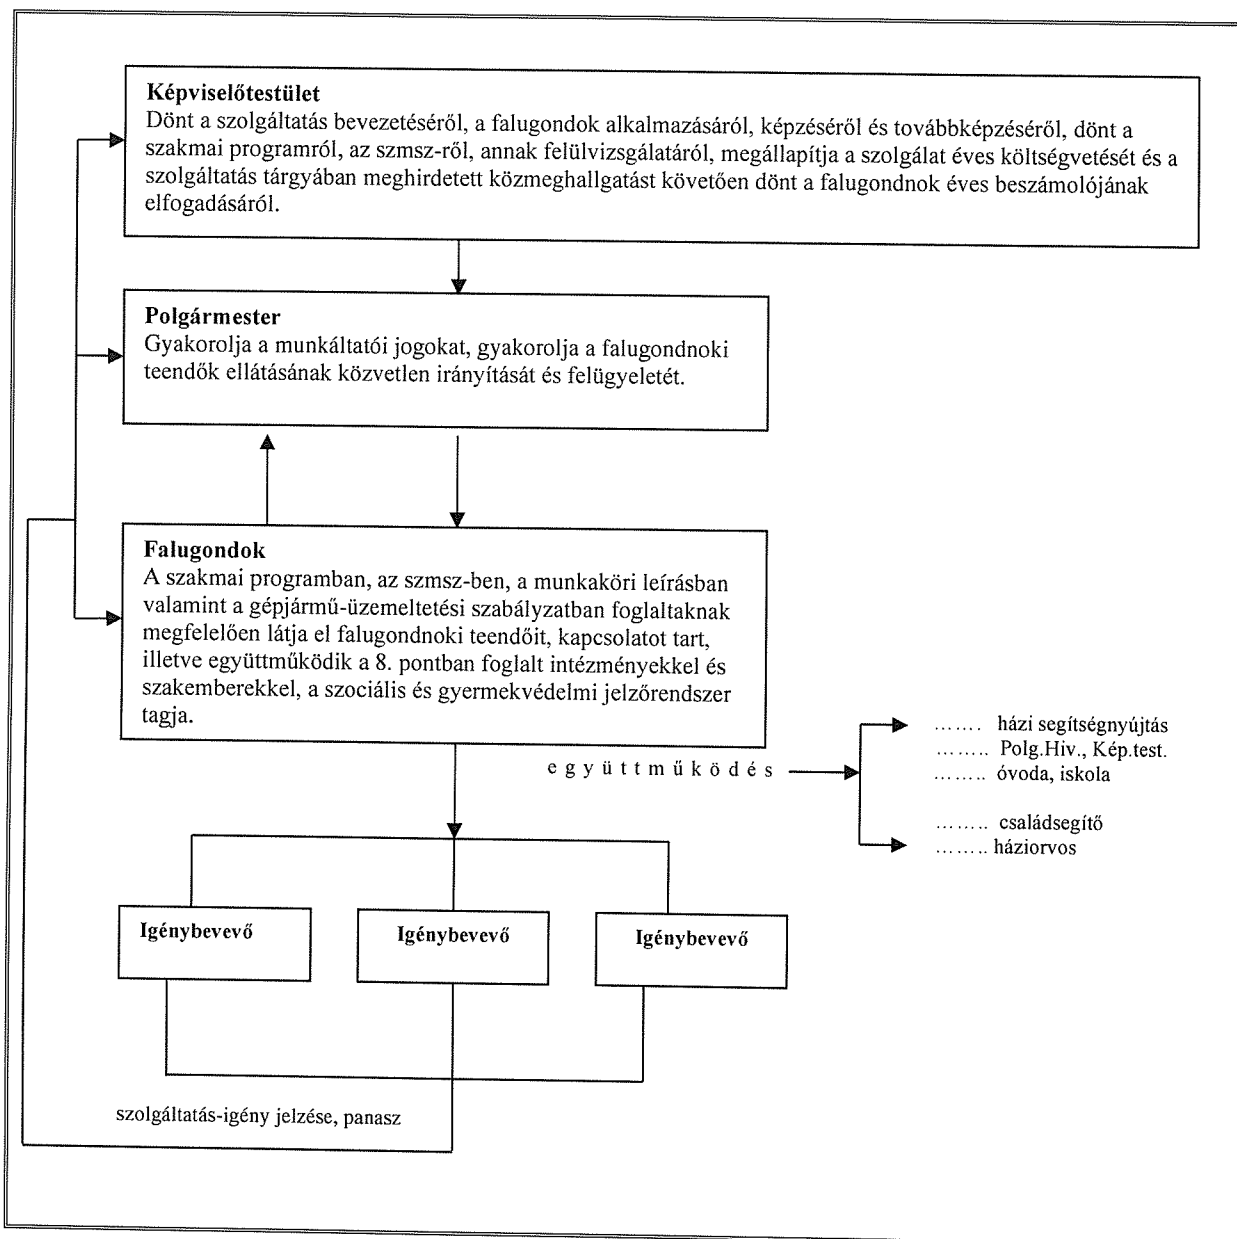 Képviselőtestület
Dönt a szolgáltatás bevezetéséről, a falugondok alkalmazásáról, képzéséről és továbbképzéséről, dönt a
szakmai programról, az szmsz-ről, annak felülvizsgálatáról, megállapítja a szolgálat éves költségvetését és a
szolgáltatás tárgyában meghirdetett közmeghallgatást követően dönt a falugondnok éves beszámolójának
elfogadásáról.
Polgármester
Gyakorolja a munkáltatói jogokat, gyakorolja a falugondnoki
teendők ellátásának közvetlen irányítását és felügyeletét.
Falugondok
A szakmai programban, az szmsz-ben, a munkaköri leírásban
valamint a gépjármű-üzemeltetési szabályzatban foglaltaknak
megfelelően látja el falugondnoki teendőit, kapcsolatot tart,
illetve együttműködik a 8. pontban foglalt intézményekkel és
szakemberekkel, a szociális és gyermekvédelmi jelzőrendszer
tagja.
e g y ü t t m ű k ö d é s
……. házi segítségnyújtás
…….. Polg.Hiv., Kép.test.
…….. óvoda, iskola
…….. családsegítő
…….. háziorvos
Igénybevevő
Igénybevevő
Igénybevevő
szolgáltatás-igény jelzése, panasz